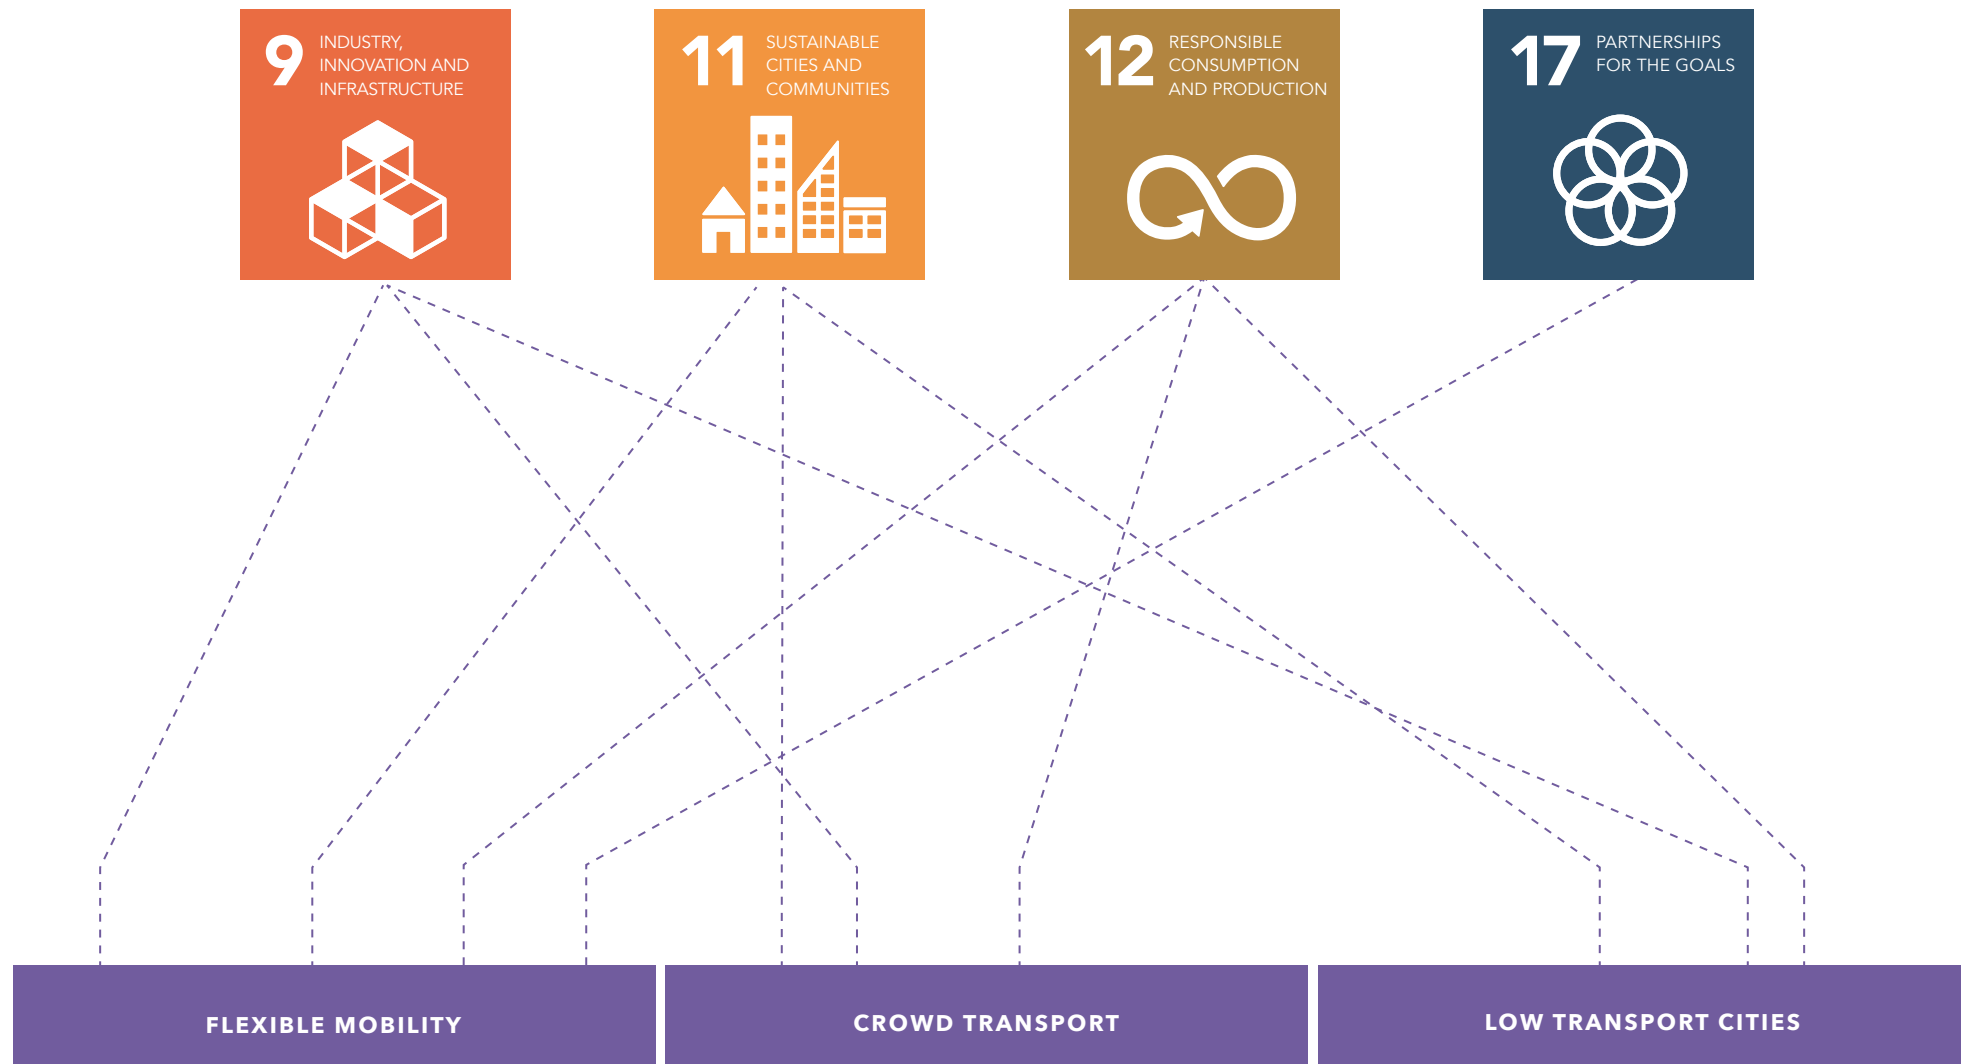 9
INDUSTRY,
INNOVATION AND
INFRASTRUCTURE
11
SUSTAINABLE
CITIES AND
COMMUNITIES
12
RESPONSIBLE
CONSUMPTION
AND PRODUCTION
17
PARTNERSHIPS
FOR THE GOALS
FLEXIBLE MOBILITY
CROWD TRANSPORT
LOW TRANSPORT CITIES